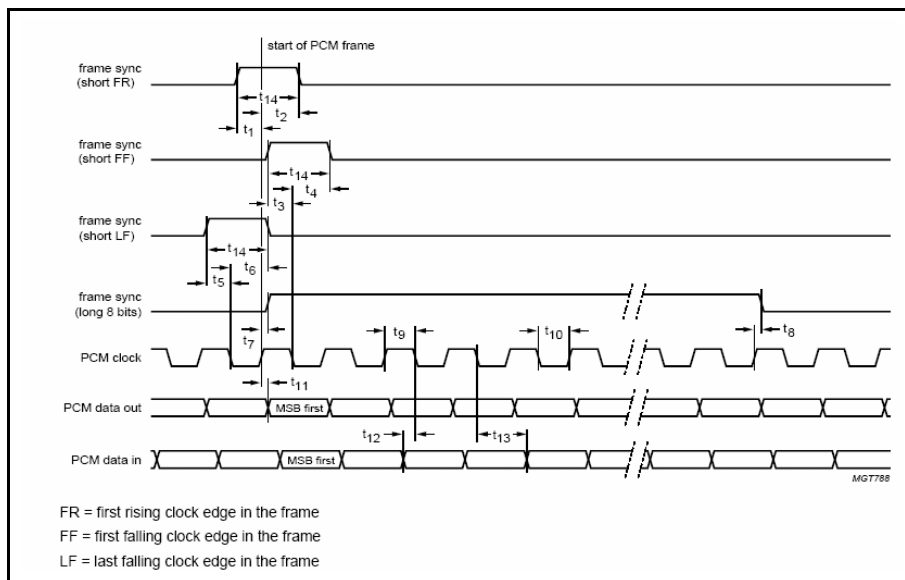 start of PCM frame
frame sync
(short FR)
t14
t2
t1
frame sync
(short FF)
t14
t4
t3
frame sync
(short LF)
t14
t6
t5
frame sync
(long 8 bits)
t7
t9
t10
t8
PCM clock
t11
PCM data out
MSB first
t12
t13
PCM data in
MSB first
MGT788
FR = first rising clock edge in the frame
FF = first falling clock edge in the frame
LF = last falling clock edge in the frame